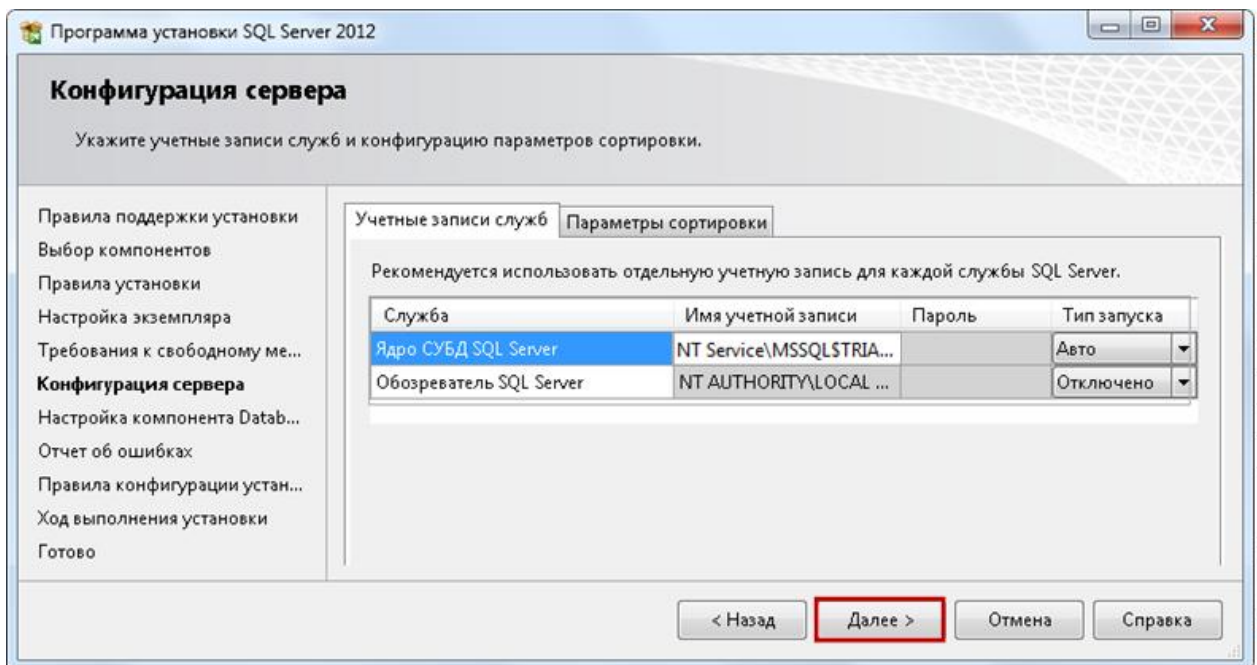 Программа установки SQL Server 2012
Конфигурация сервера
Укажите учетные записи служб и конфигурацию параметров сортировки.
Правила поддержки установки
Выбор компонентов
Правила установки
Настройка экземпляра
Требования к свободному ме...
Конфигурация сервера
Настройка компонента Datab...
Отчет об ошибках
Правила конфигурации устан...
Ход выполнения установки
Готово
Учетные записи служб Параметры сортировки
Рекомендуется использовать отдельную учетную запись для каждой службы SQL Server.
Служба Имя учетной записи Пароль Тип запуска
Ядро СУБД SQL Server NT Service\MSSQL$TRIA... Авто
Обозреватель SQL Server NT AUTHORITY\LOCAL ... Отключено
< Назад Далее > Отмена Справка